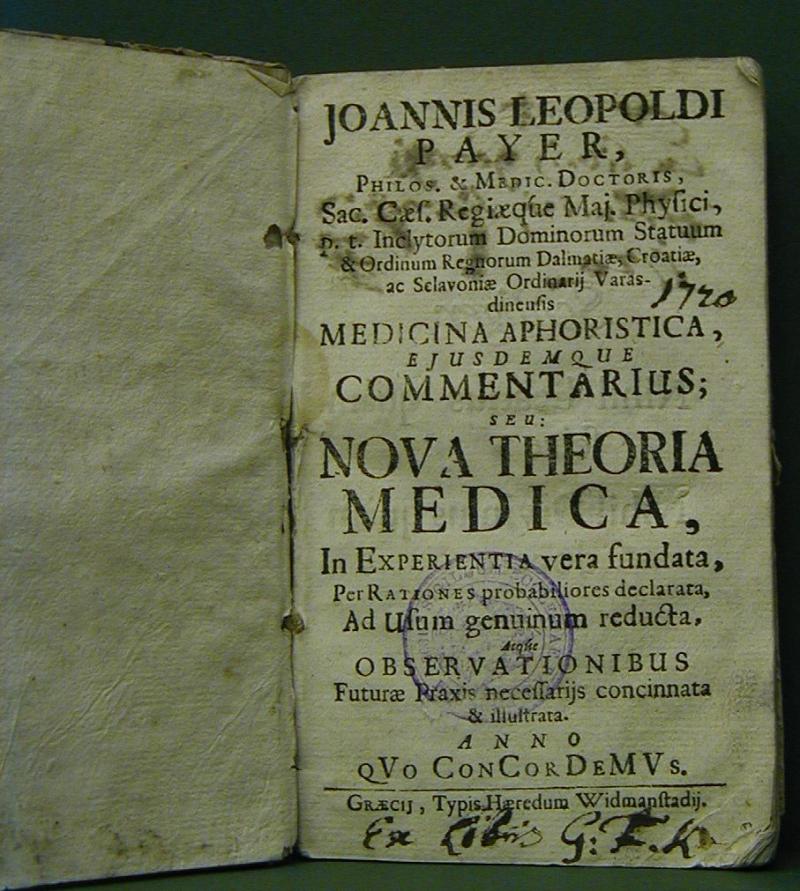 JOANNIS LEOPOLDI
PAYER,
PHILOS. & MEDIC. DOCTORIS,
Sac. Cæſ. Regiæqúe Maj. Phyſici,
p. t. Inclytorum Dominorum Statuum
& Ordinum Regnorum Dalmatiæ, Croatiæ,
ac Sclavoniæ Ordinarij Varas-
dinenſis
1720
MEDICINA APHORISTICA,
EJUSDEMQUE
COMMENTARIUS;
SEU:
NOVA THEORIA
MEDICA,
In EXPERIENTIA vera fundata,
Per RATIONES probabiliores declarata,
Ad Uſum genuinum reducta,
Atque
OBSERVATIONIBUS
Futuræ Praxis neceſſarijs concinnata
& illuſtrata.
ANNO
QVO CONCORDEMVS.
GRÆCIJ, Typis Hæredum Widmanſtadij.
Ex Libris G: F. K.